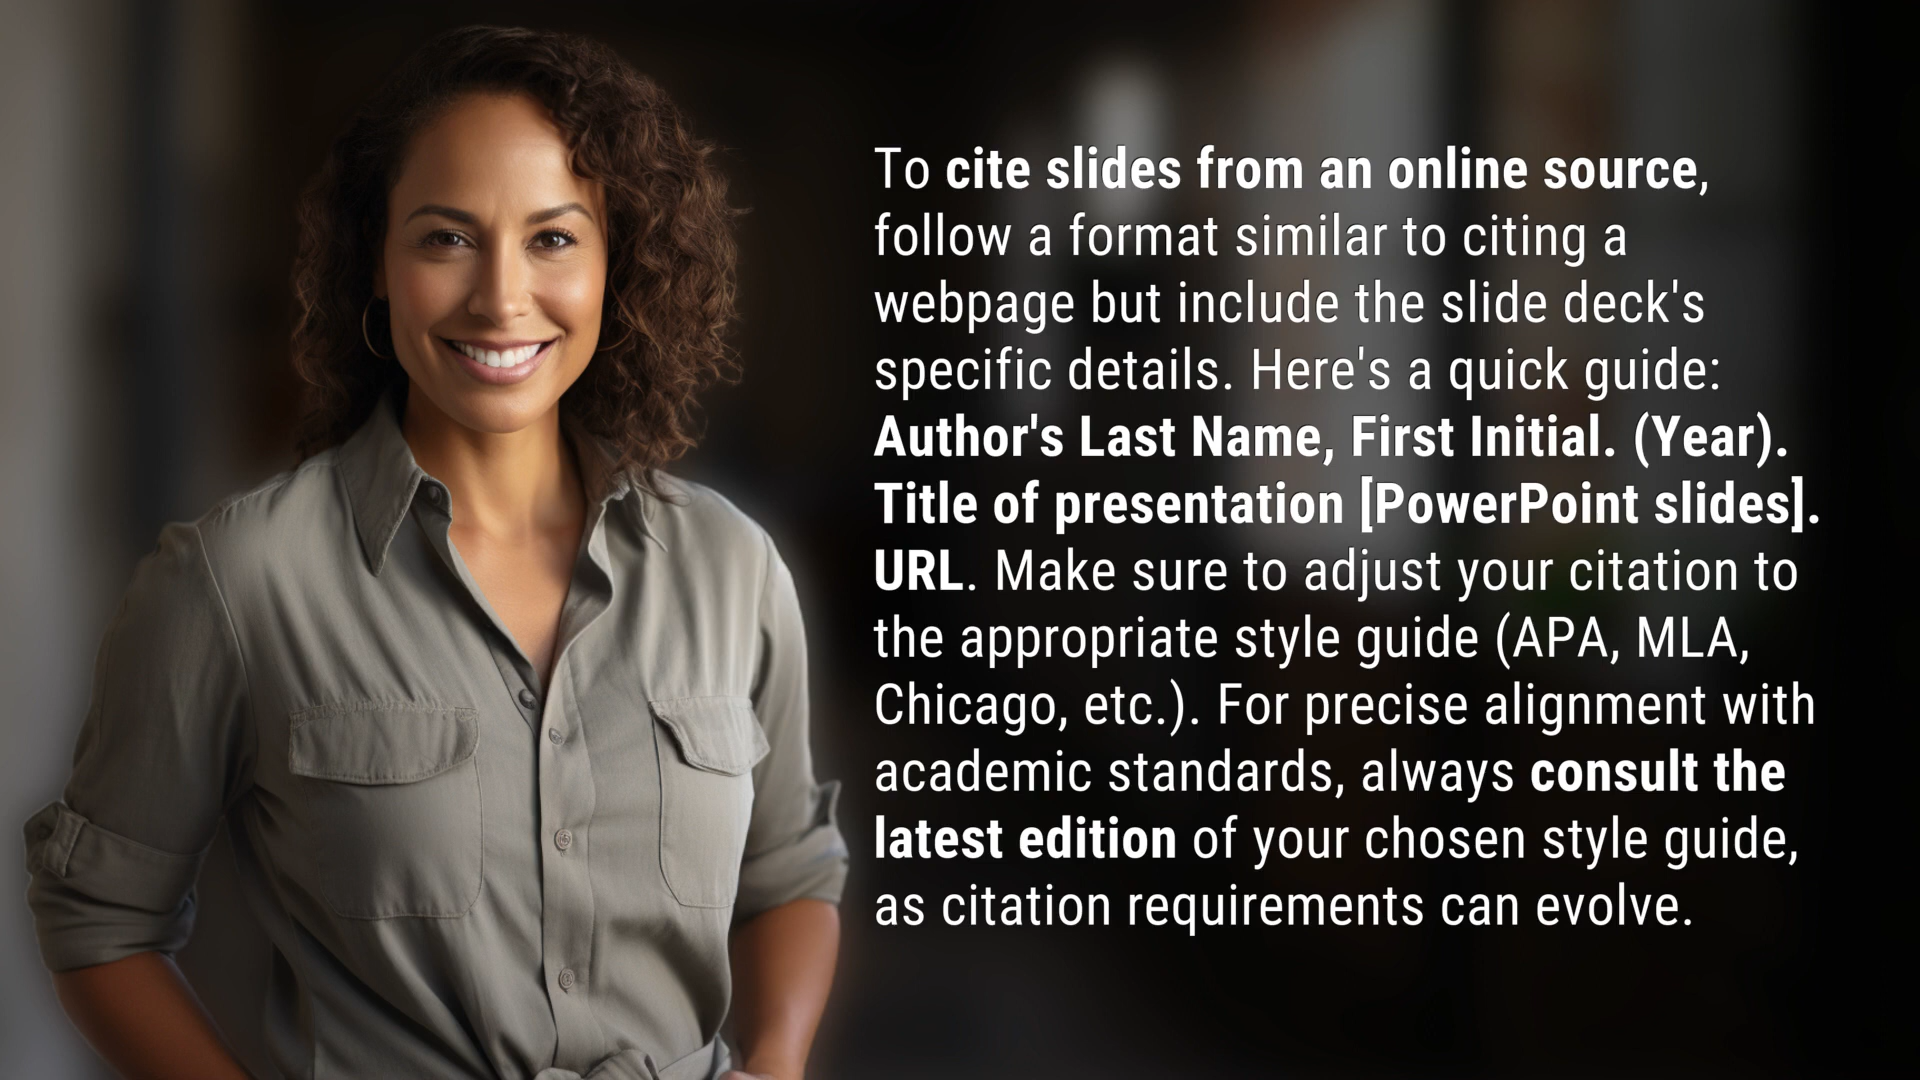 To cite slides from an online source,
follow a format similar to citing a
webpage but include the slide deck's
specific details. Here's a quick guide:
Author's Last Name, First Initial. (Year).
Title of presentation [PowerPoint slides].
URL. Make sure to adjust your citation to
the appropriate style guide (APA, MLA,
Chicago, etc.). For precise alignment with
academic standards, always consult the
latest edition of your chosen style guide,
as citation requirements can evolve.